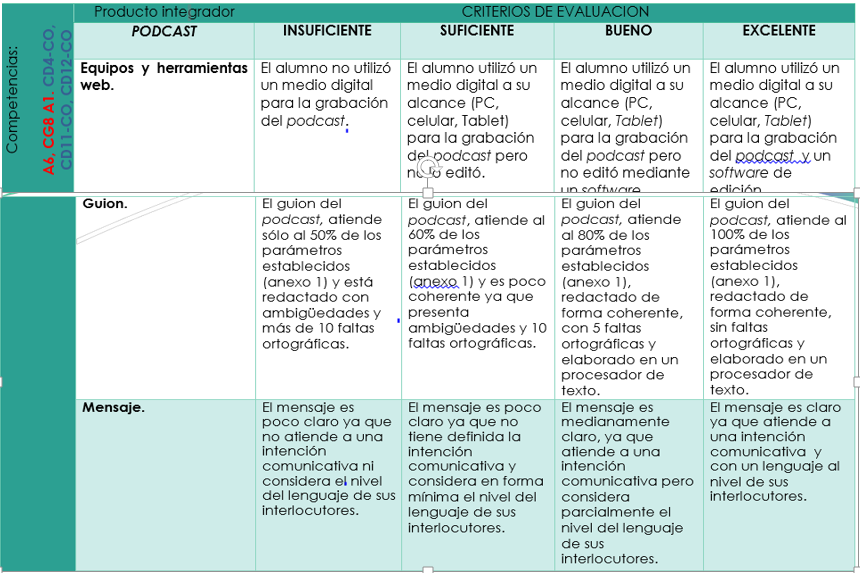 Producto integrador
CRITERIOS DE EVALUACION
Competencias:
A6, CG8 A1. CD4-CO,
CD11-CO, CD12-CO
PODCAST
INSUFICIENTE
SUFICIENTE
BUENO
EXCELENTE
Equipos y herramientas
web.
El alumno no utilizó
un medio digital
para la grabación
del podcast.
El alumno utilizó un
medio digital a su
alcance (PC,
celular, Tablet)
para la grabación
del podcast pero
no lo editó.
El alumno utilizó un
medio digital a su
alcance (PC,
celular, Tablet)
para la grabación
del podcast pero
no editó mediante
un software
El alumno utilizó un
medio digital a su
alcance (PC,
celular, Tablet)
para la grabación
del podcast y un
software de
edición
Guion.
El guion del
podcast, atiende
sólo al 50% de los
parámetros
establecidos
(anexo 1) y está
redactado con
ambigüedades y
más de 10 faltas
ortográficas.
El guion del
podcast, atiende al
60% de los
parámetros
establecidos
(anexo 1) y es poco
coherente ya que
presenta
ambigüedades y 10
faltas ortográficas.
El guion del
podcast, atiende
al 80% de los
parámetros
establecidos
(anexo 1),
redactado de
forma coherente,
con 5 faltas
ortográficas y
elaborado en un
procesador de
texto.
El guion del
podcast, atiende al
100% de los
parámetros
establecidos
(anexo 1),
redactado de
forma coherente,
sin faltas
ortográficas y
elaborado en un
procesador de
texto.
Mensaje.
El mensaje es
poco claro ya que
no atiende a una
intención
comunicativa ni
considera el nivel
del lenguaje de sus
interlocutores.
El mensaje es poco
claro ya que no
tiene definida la
intención
comunicativa y
considera en forma
mínima el nivel del
lenguaje de sus
interlocutores.
El mensaje es
medianamente
claro, ya que
atiende a una
intención
comunicativa pero
considera
parcialmente el
nivel del lenguaje
de sus
interlocutores.
El mensaje es claro
ya que atiende a
una intención
comunicativa y
con un lenguaje al
nivel de sus
interlocutores.